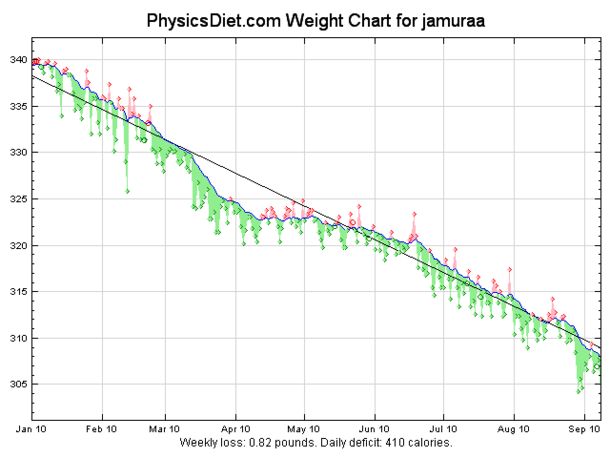 PhysicsDiet.com Weight Chart for jamuraa
340
335
330
325
320
315
310
305
Jan 10 Feb 10 Mar 10 Apr 10 May 10 Jun 10 Jul 10 Aug 10 Sep 10
Weekly loss: 0.82 pounds. Daily deficit: 410 calories.